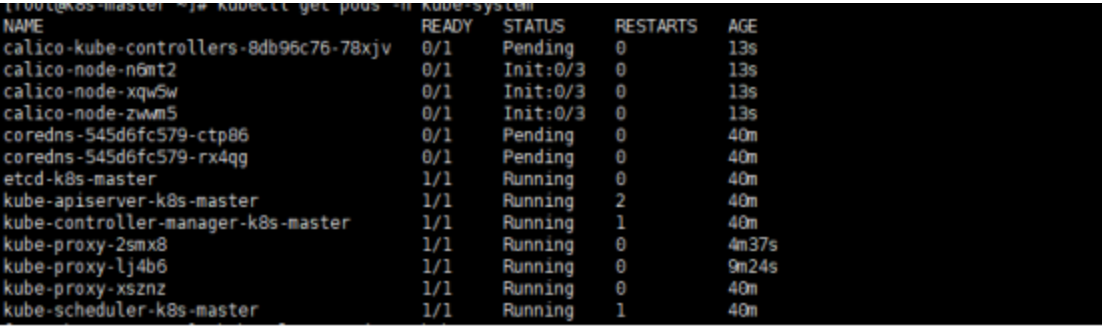 [root@k8s-master ~]# kubectl get pods -n kube-system
NAME READY STATUS RESTARTS AGE
calico-kube-controllers-8db96c76-78xjv 0/1 Pending 0 13s
calico-node-n6mt2 0/1 Init:0/3 0 13s
calico-node-xqw5w 0/1 Init:0/3 0 13s
calico-node-zwwm5 0/1 Init:0/3 0 13s
coredns-545d6fc579-ctp86 0/1 Pending 0 40m
coredns-545d6fc579-rx4qg 0/1 Pending 0 40m
etcd-k8s-master 1/1 Running 0 40m
kube-apiserver-k8s-master 1/1 Running 2 40m
kube-controller-manager-k8s-master 1/1 Running 1 40m
kube-proxy-2smx8 1/1 Running 0 4m37s
kube-proxy-lj4b6 1/1 Running 0 9m24s
kube-proxy-xsznz 1/1 Running 0 40m
kube-scheduler-k8s-master 1/1 Running 1 40m